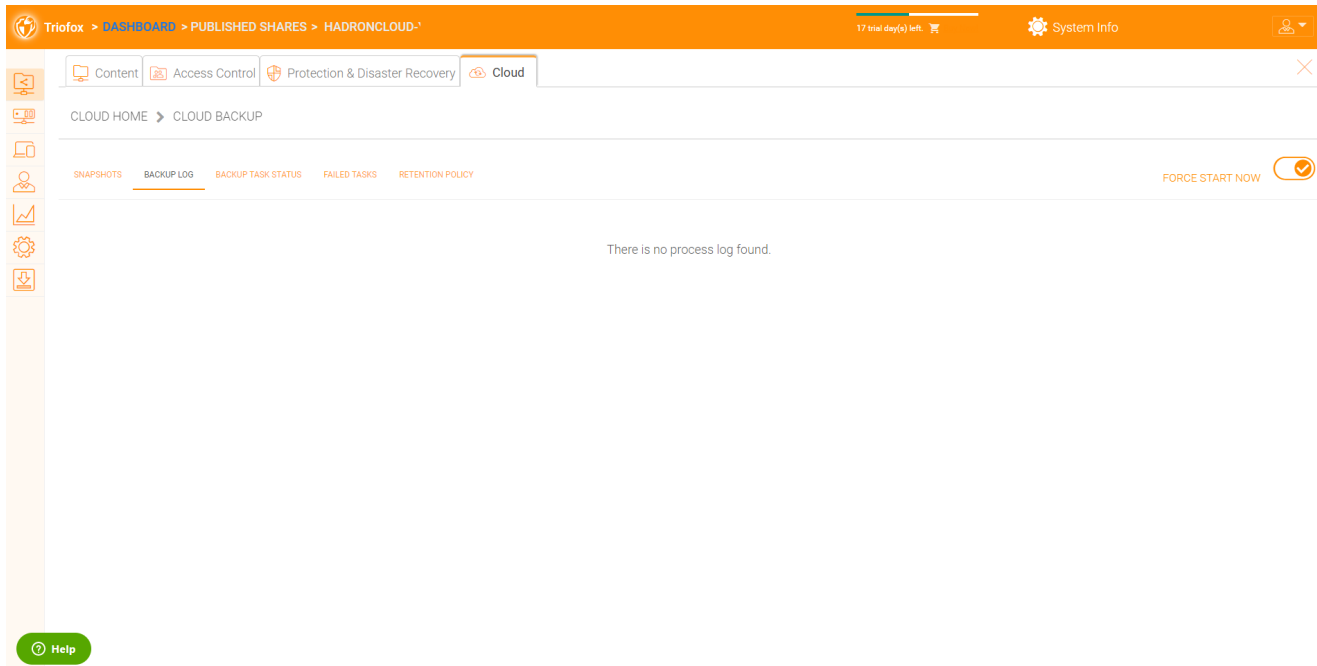 Triofox > DASHBOARD > PUBLISHED SHARES > HADRONCLOUD-'
17 trial day(s) left.
System Info
Content
Access Control
Protection & Disaster Recovery
Cloud
CLOUD HOME > CLOUD BACKUP
SNAPSHOTS
BACKUP LOG
BACKUP TASK STATUS
FAILED TASKS
RETENTION POLICY
FORCE START NOW
There is no process log found.
? Help